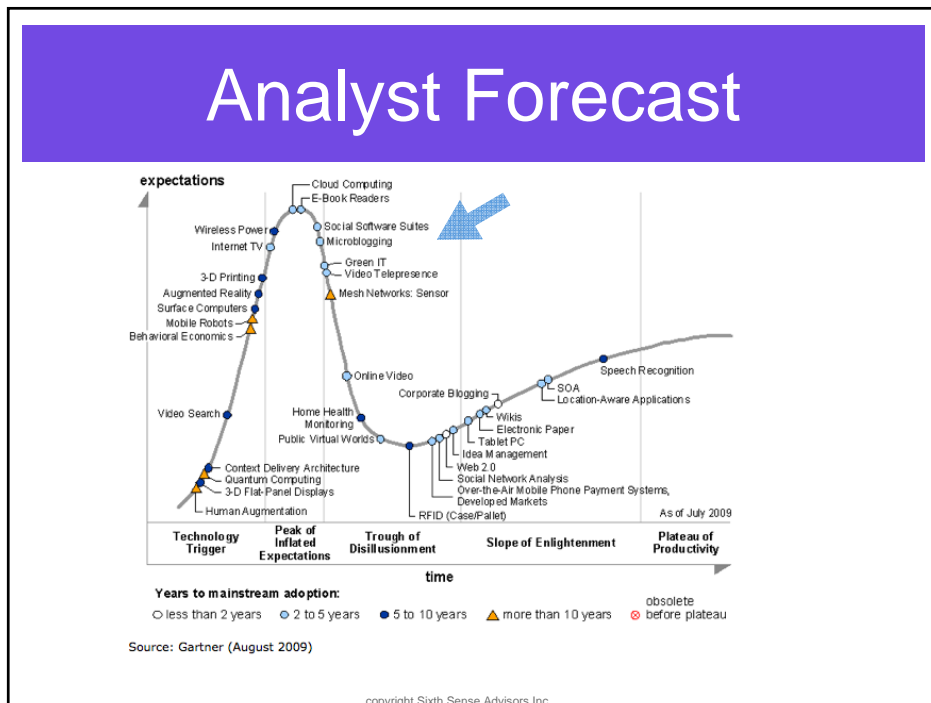 Analyst Forecast
expectations
Cloud Computing
E-Book Readers
Wireless Power
Social Software Suites
Internet TV
Microblogging
Green IT
Video Telepresence
3-D Printing
Augmented Reality
Mesh Networks: Sensor
Surface Computers
Mobile Robots
Behavioral Economics
Online Video
Speech Recognition
SOA
Corporate Blogging
Location-Aware Applications
Video Search
Home Health
Monitoring
Wikis
Electronic Paper
Public Virtual Worlds
Tablet PC
Idea Management
Context Delivery Architecture
Web 2.0
Quantum Computing
Social Network Analysis
3-D Flat-Panel Displays
Over-the-Air Mobile Phone Payment Systems,
Developed Markets
Human Augmentation
RFID (Case/Pallet)
As of July 2009
Technology
Trigger
Peak of
Inflated
Expectations
Trough of
Disillusionment
Slope of Enlightenment
Plateau of
Productivity
time
Years to mainstream adoption:
less than 2 years
2 to 5 years
5 to 10 years
more than 10 years
obsolete
before plateau
Source: Gartner (August 2009)
copyright Sixth Sense Advisors Inc